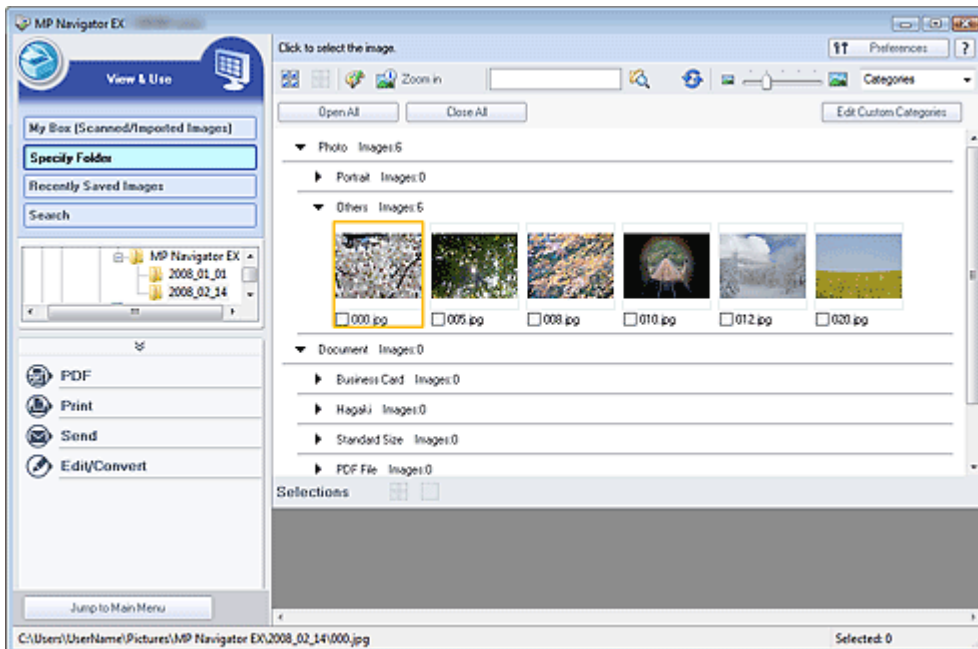 MP Navigator EX
Click to select the image.
Preferences
?
View & Use
Zoom in
Categories
Open All
Close All
Edit Custom Categories
My Box (Scanned/Imported Images)
Specify Folder
Recently Saved Images
Search
MP Navigator EX
2008_01_01
2008_02_14
PDF
Print
Send
Edit/Convert
Jump to Main Menu
Photo Images:6
Portrait Images:0
Others Images:6
000.jpg
005.jpg
008.jpg
010.jpg
012.jpg
020.jpg
Document Images:0
Business Card Images:0
Hagaki Images:0
Standard Size Images:0
PDF File Images:0
Selections
C:\Users\UserName\Pictures\MP Navigator EX\2008_02_14\000.jpg
Selected: 0